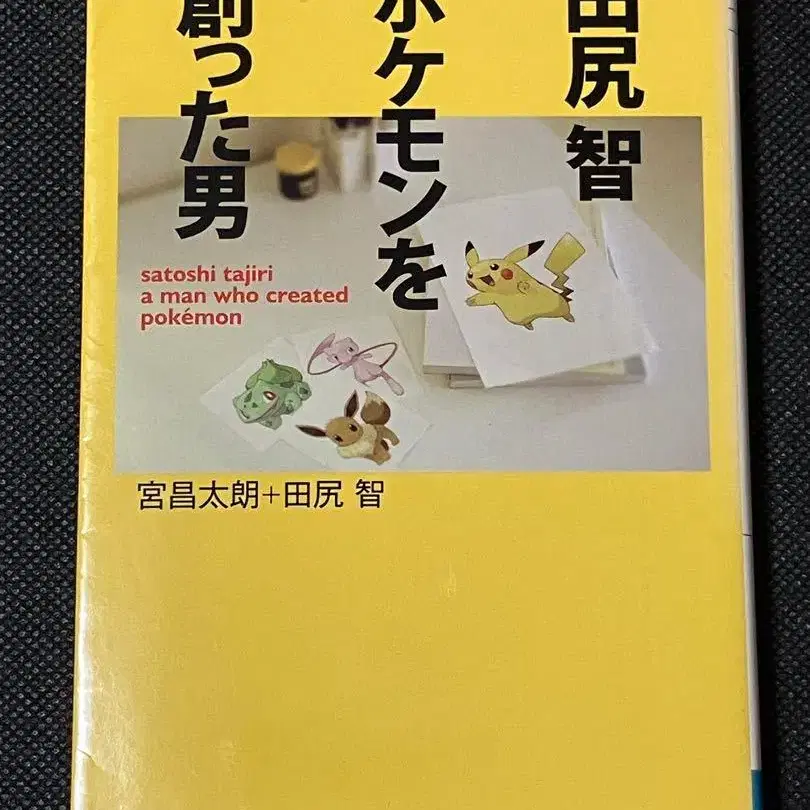 田尻 智
ポケモンを
創った男
satoshi tajiri
a man who created
pokémon
宮昌太朗+田尻 智